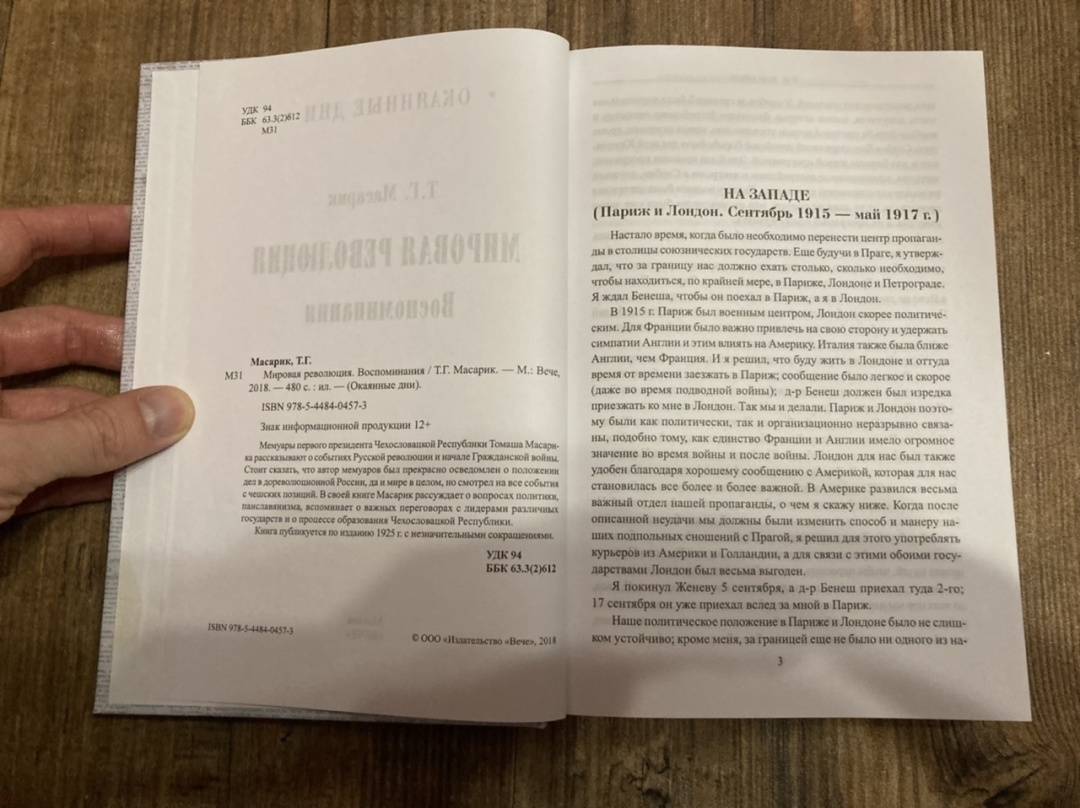 УДК 94
ББК 63.3(2)612
М31
Масарик, Т.Г.
М31 Мировая революция. Воспоминания / Т.Г. Масарик. — М.: Вече,
2018. — 480 с. : ил. — (Окаянные дни).
ISBN 978-5-4484-0457-3
Знак информационной продукции 12+
Мемуары первого президента Чехословацкой Республики Томаша Масари-
ка рассказывают о событиях Русской революции и начале Гражданской войны.
Стоит сказать, что автор мемуаров был прекрасно осведомлен о положении
дел в дореволюционной России, да и мире в целом, но смотрел на все события
с чешских позиций. В своей книге Масарик рассуждает о вопросах политики,
панславянизма, вспоминает о важных переговорах с лидерами различных
государств и о процессе образования Чехословацкой Республики.
Книга публикуется по изданию 1925 г. с незначительными сокращениями.
УДК 94
ББК 63.3(2)612
ISBN 978-5-4484-0457-3
© ООО «Издательство «Вече», 2018
НА ЗАПАДЕ
(Париж и Лондон. Сентябрь 1915 — май 1917 г.)
Настало время, когда было необходимо перенести центр пропаган-
ды в столицы союзнических государств. Еще будучи в Праге, я утверж-
дал, что за границу нас должно ехать столько, сколько необходимо,
чтобы находиться, по крайней мере, в Париже, Лондоне и Петрограде.
Я ждал Бенеша, чтобы он поехал в Париж, а я в Лондон.
В 1915 г. Париж был военным центром, Лондон скорее политиче-
ским. Для Франции было важно привлечь на свою сторону и удержать
симпатии Англии и этим влиять на Америку. Италия также была ближе
Англии, чем Франция. И я решил, что буду жить в Лондоне и оттуда
время от времени заезжать в Париж; сообщение было легкое и скорое
(даже во время подводной войны); д-р Бенеш должен был изредка
приезжать ко мне в Лондон. Так мы и делали. Париж и Лондон поэто-
му были как политически, так и организационно неразрывно связа-
ны, подобно тому, как единство Франции и Англии имело огромное
значение во время войны и после войны. Лондон для нас был также
удобен благодаря хорошему сообщению с Америкой, которая для нас
становилась все более и более важной. В Америке развился весьма
важный отдел нашей пропаганды, о чем я скажу ниже. Когда после
описанной неудачи мы должны были изменить способ и манеру на-
ших подпольных сношений с Прагой, я решил для этого употреблять
курьеров из Америки и Голландии, а для связи с этими обоими госу-
дарствами Лондон был весьма выгоден.
Я покинул Женеву 5 сентября, а д-р Бенеш приехал туда 2-го;
17 сентября он уже приехал вслед за мной в Париж.
Наше политическое положение в Париже и Лондоне было не слиш-
ком устойчиво; кроме меня, за границей еще не было ни одного из на-
3